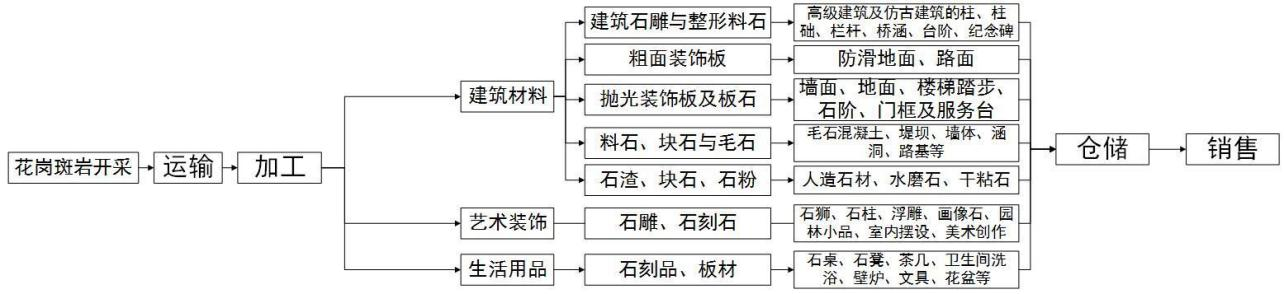 花岗斑岩开采
运输
加工
建筑材料
建筑石雕与整形料石
高级建筑及仿古建筑的柱、柱
础、栏杆、桥涵、台阶、纪念碑
粗面装饰板
防滑地面、路面
抛光装饰板及板石
墙面、地面、楼梯踏步、
石阶、门框及服务台
料石、块石与毛石
毛石混凝土、堤坝、墙体、涵
洞、路基等
石渣、块石、石粉
人造石材、水磨石、干粘石
艺术装饰
石雕、石刻石
石狮、石柱、浮雕、画像石、园
林小品、室内摆设、美术创作
生活用品
石刻品、板材
石桌、石凳、茶几、卫生间洗
浴、壁炉、文具、花盆等
仓储
销售